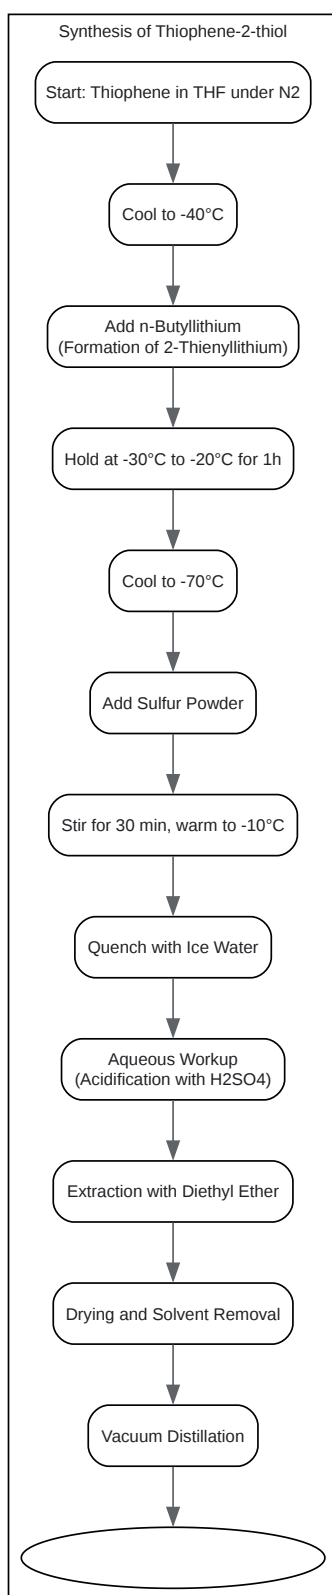 Synthesis of Thiophene-2-thiol
Start: Thiophene in THF under N2
Cool to -40°C
Add n-Butyllithium
(Formation of 2-Thienyllithium)
Hold at -30°C to -20°C for 1h
Cool to -70°C
Add Sulfur Powder
Stir for 30 min, warm to -10°C
Quench with Ice Water
Aqueous Workup
(Acidification with H2SO4)
Extraction with Diethyl Ether
Drying and Solvent Removal
Vacuum Distillation